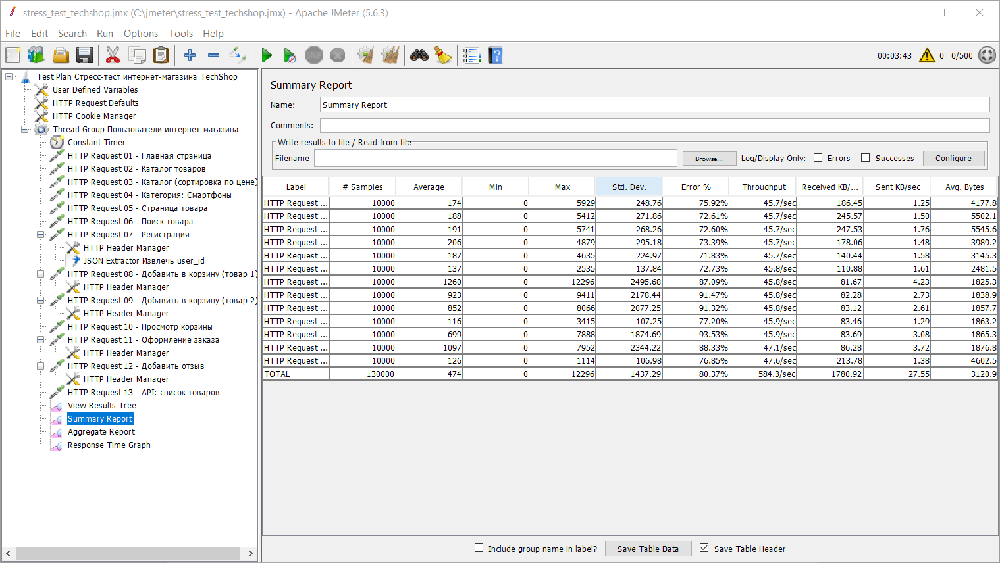 stress_test_techshop.jmx (C:\jmeter\stress_test_techshop.jmx) - Apache JMeter (5.6.3)
File Edit Search Run Options Tools Help
STOP
00:03:43 0 0/500
Test Plan Стресс-тест интернет-магазина TechShop
User Defined Variables
HTTP Request Defaults
HTTP Cookie Manager
Thread Group Пользователи интернет-магазина
Constant Timer
HTTP Request 01 - Главная страница
HTTP Request 02 - Каталог товаров
HTTP Request 03 - Каталог (сортировка по цене)
HTTP Request 04 - Категория: Смартфоны
HTTP Request 05 - Страница товара
HTTP Request 06 - Поиск товара
HTTP Request 07 - Регистрация
HTTP Header Manager
JSON Extractor Извлечь user_id
HTTP Request 08 - Добавить в корзину (товар 1)
HTTP Header Manager
HTTP Request 09 - Добавить в корзину (товар 2)
HTTP Header Manager
HTTP Request 10 - Просмотр корзины
HTTP Request 11 - Оформление заказа
HTTP Header Manager
HTTP Request 12 - Добавить отзыв
HTTP Header Manager
HTTP Request 13 - API: список товаров
View Results Tree
Summary Report
Aggregate Report
Response Time Graph
Summary Report
Name: Summary Report
Comments:
Write results to file / Read from file
Filename Browse... Log/Display Only: Errors Successes Configure
Label # Samples Average Min Max Std. Dev. Error % Throughput Received KB/... Sent KB/sec Avg. Bytes
HTTP Request ... 10000 174 0 5929 248.76 75.92% 45.7/sec 186.45 1.25 4177.8
HTTP Request ... 10000 188 0 5412 271.86 72.61% 45.7/sec 245.57 1.50 5502.1
HTTP Request ... 10000 191 0 5741 268.26 72.60% 45.7/sec 247.53 1.76 5545.6
HTTP Request ... 10000 206 0 4879 295.18 73.39% 45.7/sec 178.06 1.48 3989.2
HTTP Request ... 10000 187 0 4635 224.97 71.83% 45.7/sec 140.44 1.58 3145.3
HTTP Request ... 10000 137 0 2535 137.84 72.73% 45.8/sec 110.88 1.61 2481.5
HTTP Request ... 10000 1260 0 12296 2495.68 87.09% 45.8/sec 81.67 4.23 1825.3
HTTP Request ... 10000 923 0 9411 2178.44 91.47% 45.8/sec 82.28 2.73 1838.9
HTTP Request ... 10000 852 0 8066 2077.25 91.32% 45.8/sec 83.12 2.61 1857.7
HTTP Request ... 10000 116 0 3415 107.25 77.20% 45.9/sec 83.46 1.29 1863.2
HTTP Request ... 10000 699 0 7888 1874.69 93.53% 45.9/sec 83.69 3.08 1865.3
HTTP Request ... 10000 1097 0 7952 2344.22 88.33% 47.1/sec 86.28 3.72 1876.8
HTTP Request ... 10000 126 0 1114 106.98 76.85% 47.6/sec 213.78 1.38 4602.5
TOTAL 130000 474 0 12296 1437.29 80.37% 584.3/sec 1780.92 27.55 3120.9
Include group name in label? Save Table Data Save Table Header